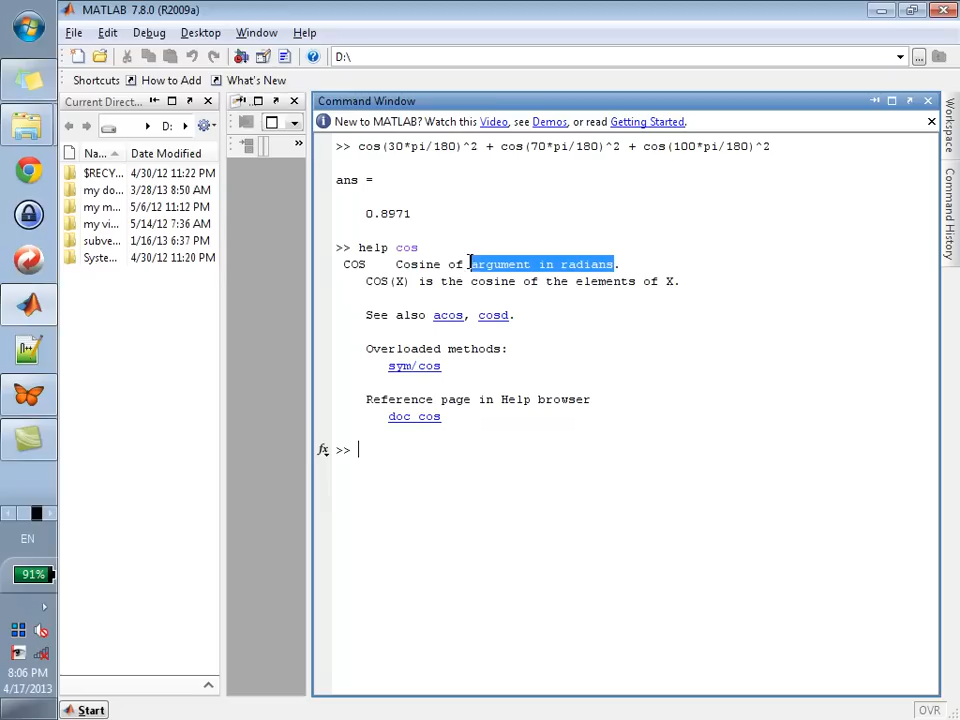 MATLAB 7.8.0 (R2009a)
File Edit Debug Desktop Window Help
D:\
Shortcuts How to Add What's New
Current Direct...
D:
Na... Date Modified
$RECY... 4/30/12 11:22 PM
my do... 3/28/13 8:50 AM
my m... 5/6/12 11:12 PM
my vi... 5/14/12 7:36 AM
subve... 1/16/13 6:37 PM
Syste... 4/30/12 11:20 PM
Command Window
New to MATLAB? Watch this Video, see Demos, or read Getting Started.
>> cos(30*pi/180)^2 + cos(70*pi/180)^2 + cos(100*pi/180)^2
ans =
0.8971
>> help cos
COS Cosine of argument in radians.
COS(X) is the cosine of the elements of X.
See also acos, cosd.
Overloaded methods:
sym/cos
Reference page in Help browser
doc cos
fx >>
Workspace
Command History
EN
91%
8:06 PM
4/17/2013
Start
OVR